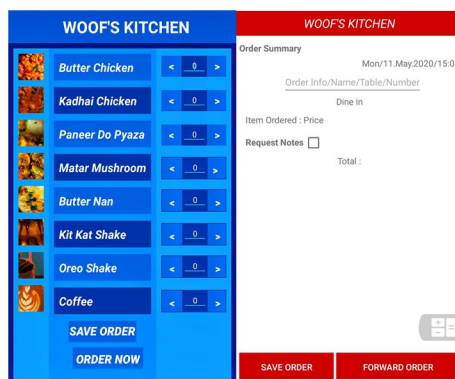 WOOF'S KITCHEN
Butter Chicken < 0 >
Kadhai Chicken < 0 >
Paneer Do Pyaza < 0 >
Matar Mushroom < 0 >
Butter Nan < 0 >
Kit Kat Shake < 0 >
Oreo Shake < 0 >
Coffee < 0 >
SAVE ORDER
ORDER NOW
WOOF'S KITCHEN
Order Summary
Mon/11.May.2020/15:0
Order Info/Name/Table/Number
Dine in
Item Ordered : Price
Request Notes
Total :
SAVE ORDER FORWARD ORDER